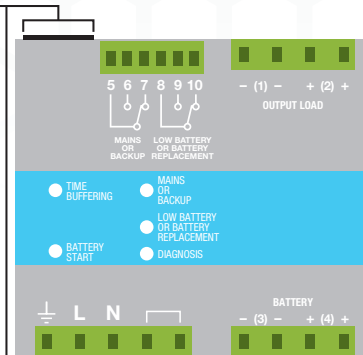 5 6 7 8 9 10
MAINS
OR
BACKUP
LOW BATTERY
OR BATTERY
REPLACEMENT
− (1) − + (2) +
OUTPUT LOAD
TIME
BUFFERING
MAINS
OR
BACKUP
LOW BATTERY
OR BATTERY
REPLACEMENT
BATTERY
START
DIAGNOSIS
L N
BATTERY
− (3) − + (4) +